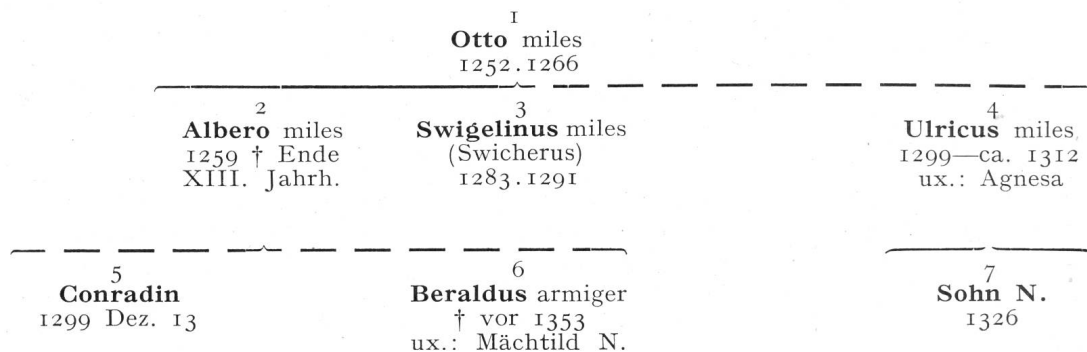 1
Otto miles
1252.1266
2
Albero miles
1259 † Ende
XIII. Jahrh.
3
Swigelinus miles
(Swicherus)
1283.1291
4
Ulricus miles
1299—ca. 1312
ux.: Agnesa
5
Conradin
1299 Dez. 13
6
Beraldus armiger
† vor 1353
ux.: Mächtild N.
7
Sohn N.
1326